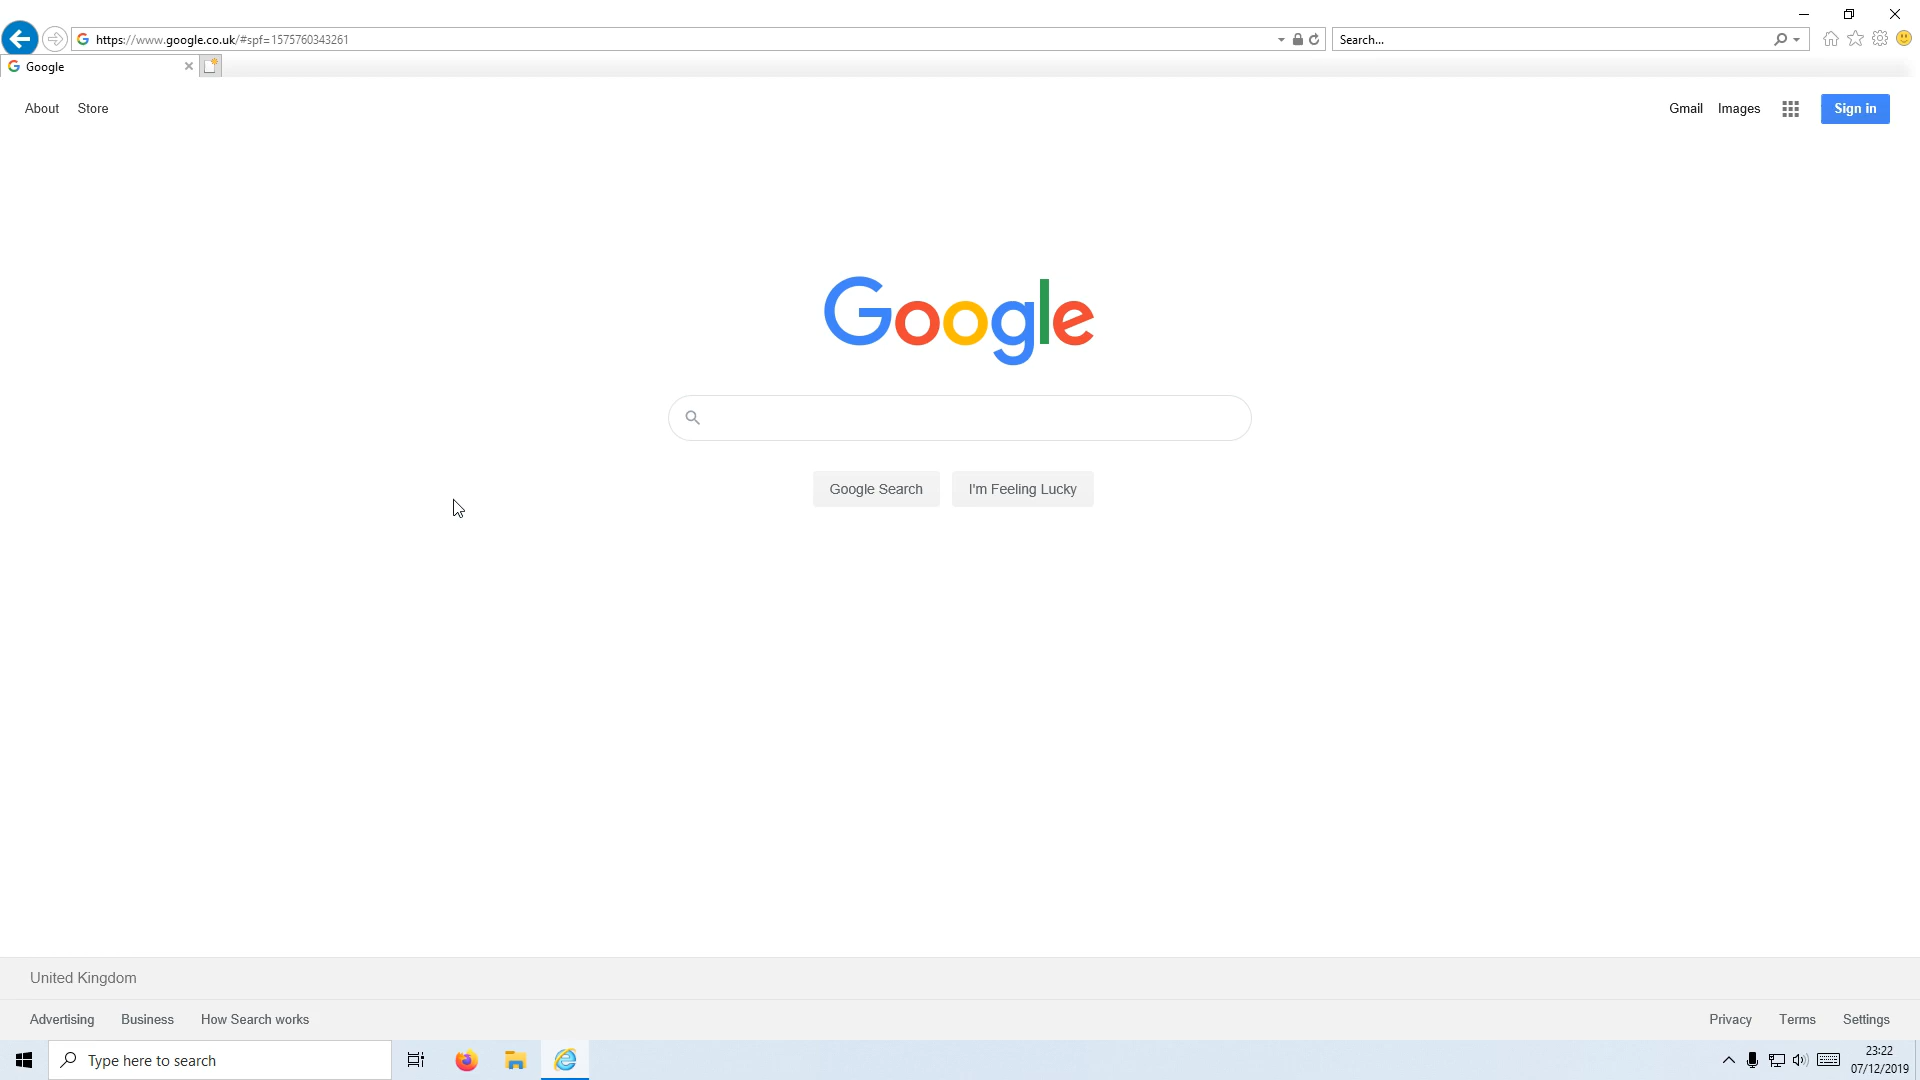 https://www.google.co.uk/#spf=1575760343261
Search...
Google
About Store
Gmail Images Sign in
Google
Google Search I'm Feeling Lucky
United Kingdom
Advertising Business How Search works
Privacy Terms Settings
Type here to search
23:22
07/12/2019